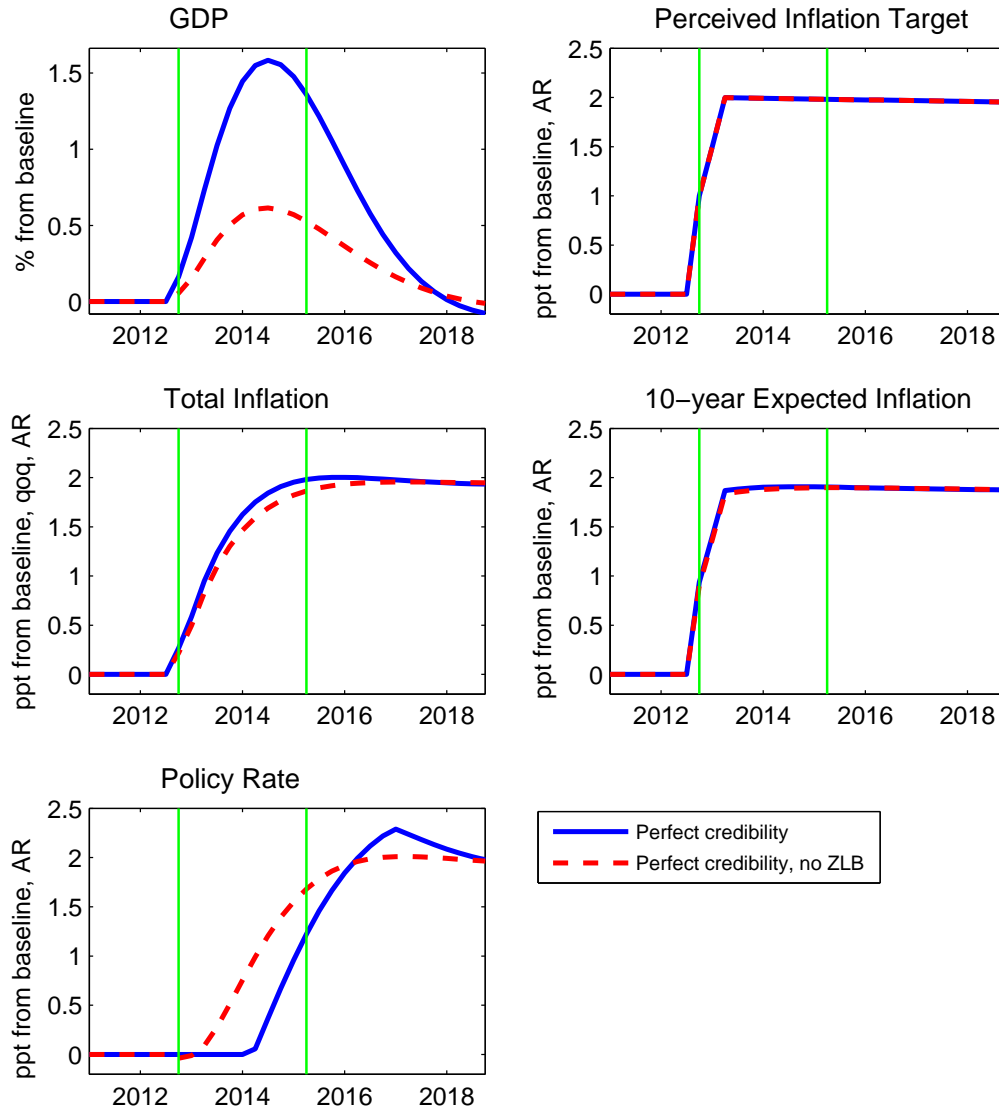 GDP
% from baseline
1.5
1
0.5
0
2012 2014 2016 2018
Perceived Inflation Target
ppt from baseline, AR
2.5
2
1.5
1
0.5
0
2012 2014 2016 2018
Total Inflation
ppt from baseline, qoq, AR
2.5
2
1.5
1
0.5
0
2012 2014 2016 2018
10−year Expected Inflation
ppt from baseline, AR
2.5
2
1.5
1
0.5
0
2012 2014 2016 2018
Policy Rate
ppt from baseline, AR
2.5
2
1.5
1
0.5
0
2012 2014 2016 2018
Perfect credibility
Perfect credibility, no ZLB